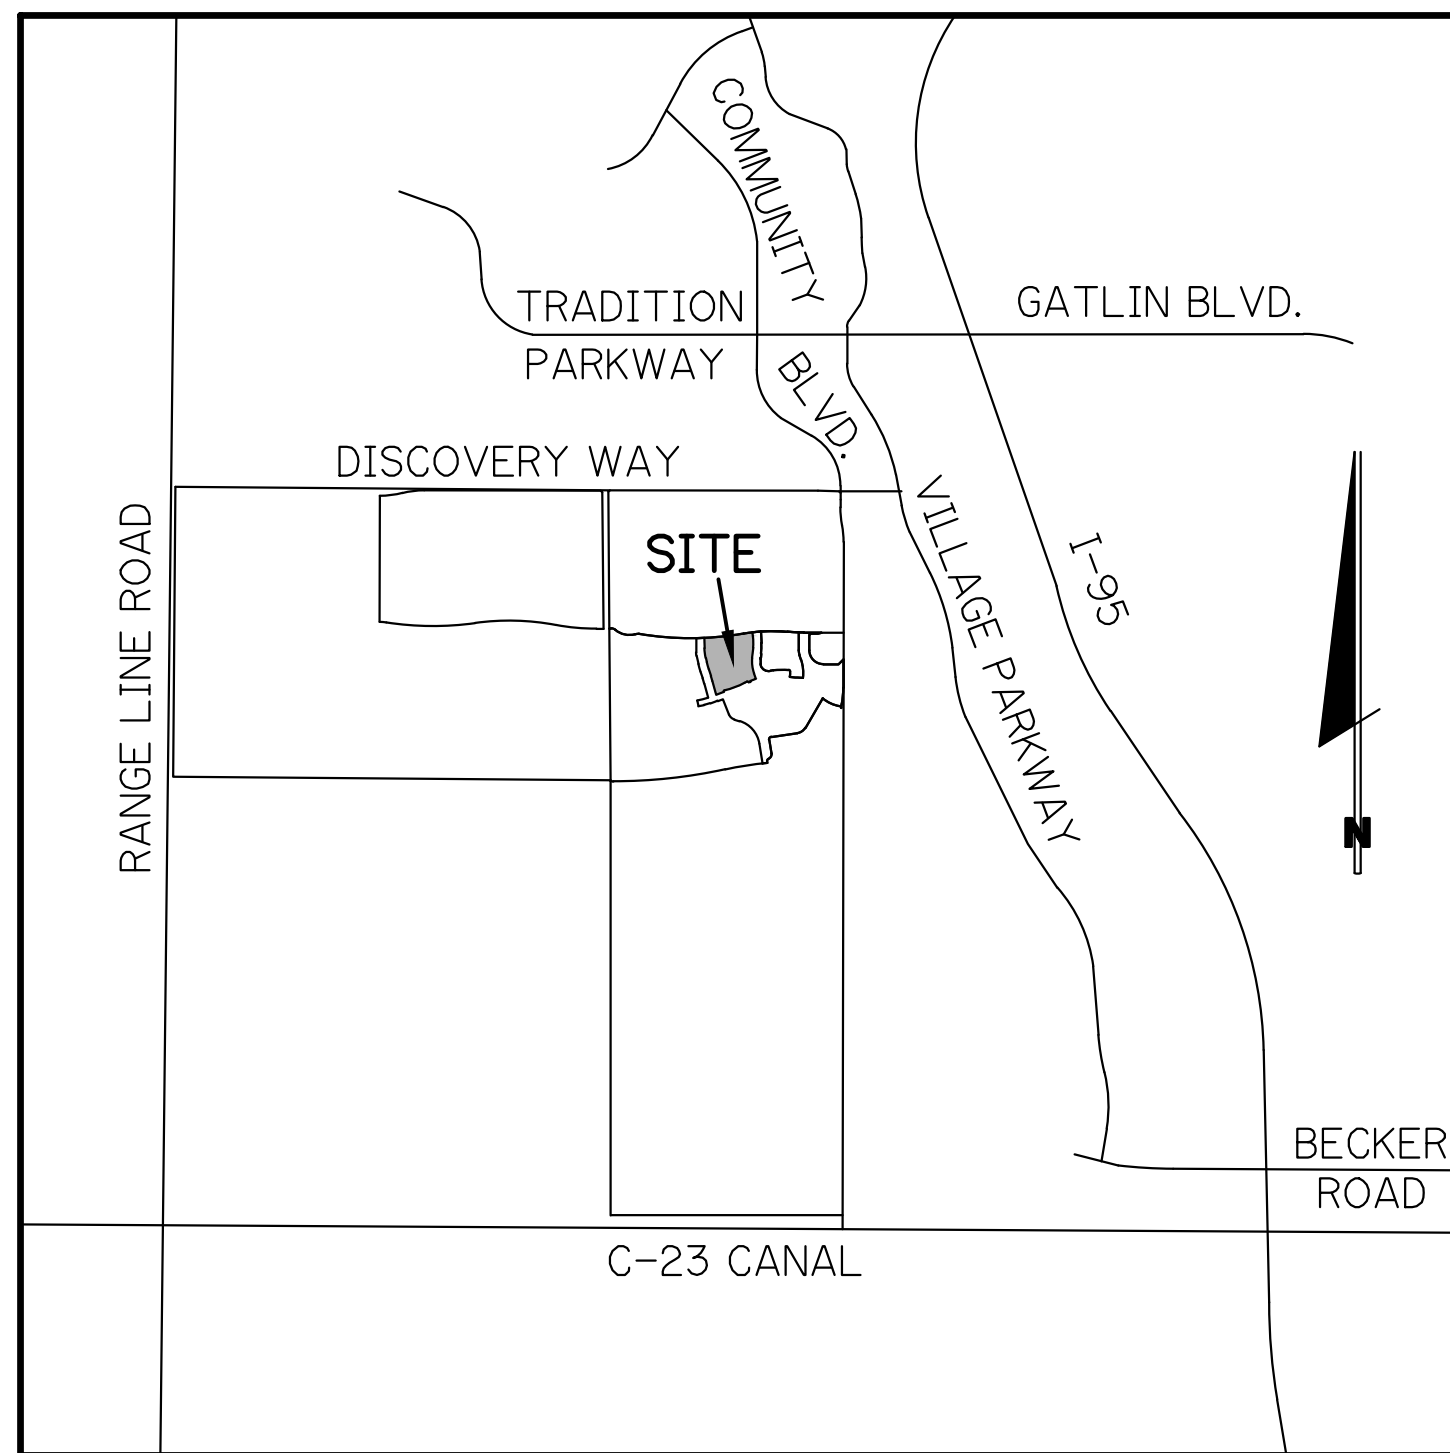 COMMUNITY
BLVD.
TRADITION
PARKWAY
GATLIN BLVD.
DISCOVERY WAY
SITE
RANGE LINE ROAD
VILLAGE PARKWAY
I-95
N
BECKER
ROAD
C-23 CANAL